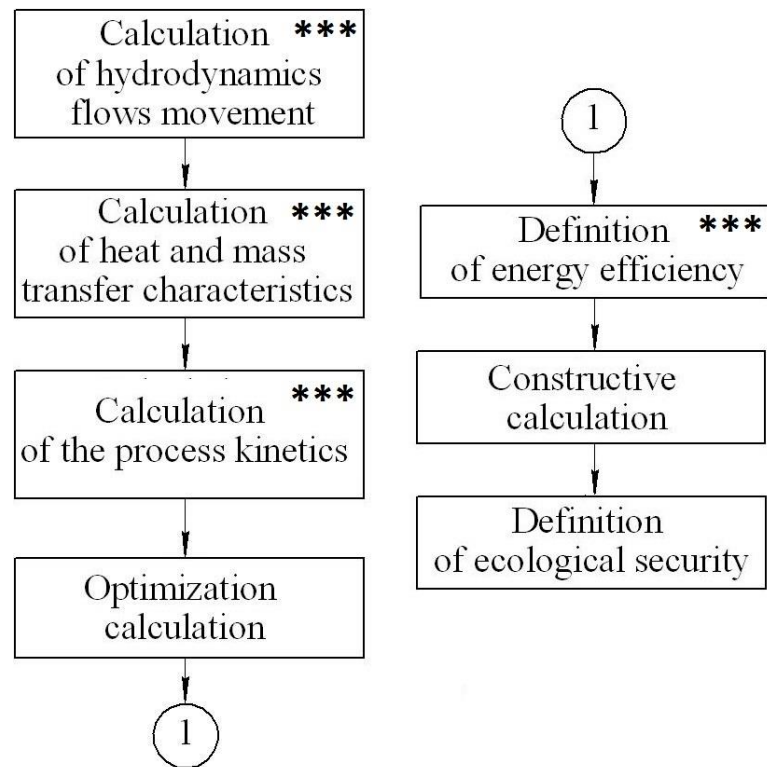 Calculation ***
of hydrodynamics
flows movement
Calculation ***
of heat and mass
transfer characteristics
Calculation ***
of the process kinetics
Optimization
calculation
1
1
Definition ***
of energy efficiency
Constructive
calculation
Definition
of ecological security